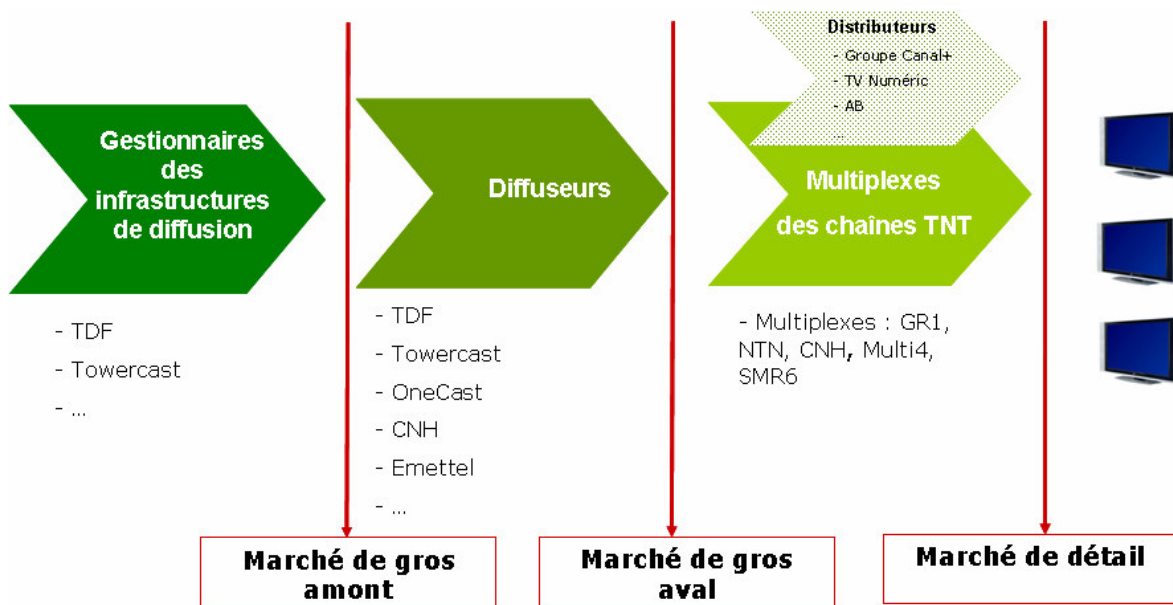 Gestionnaires
des
infrastructures
de diffusion
- TDF
- Towercast
- ...
Diffuseurs
- TDF
- Towercast
- OneCast
- CNH
- Emettel
- ...
Distributeurs
- Groupe Canal+
- TV Numéric
- AB
...
Multiplexes
des chaînes TNT
- Multiplexes : GR1,
NTN, CNH, Multi4,
SMR6
Marché de gros
amont
Marché de gros
aval
Marché de détail